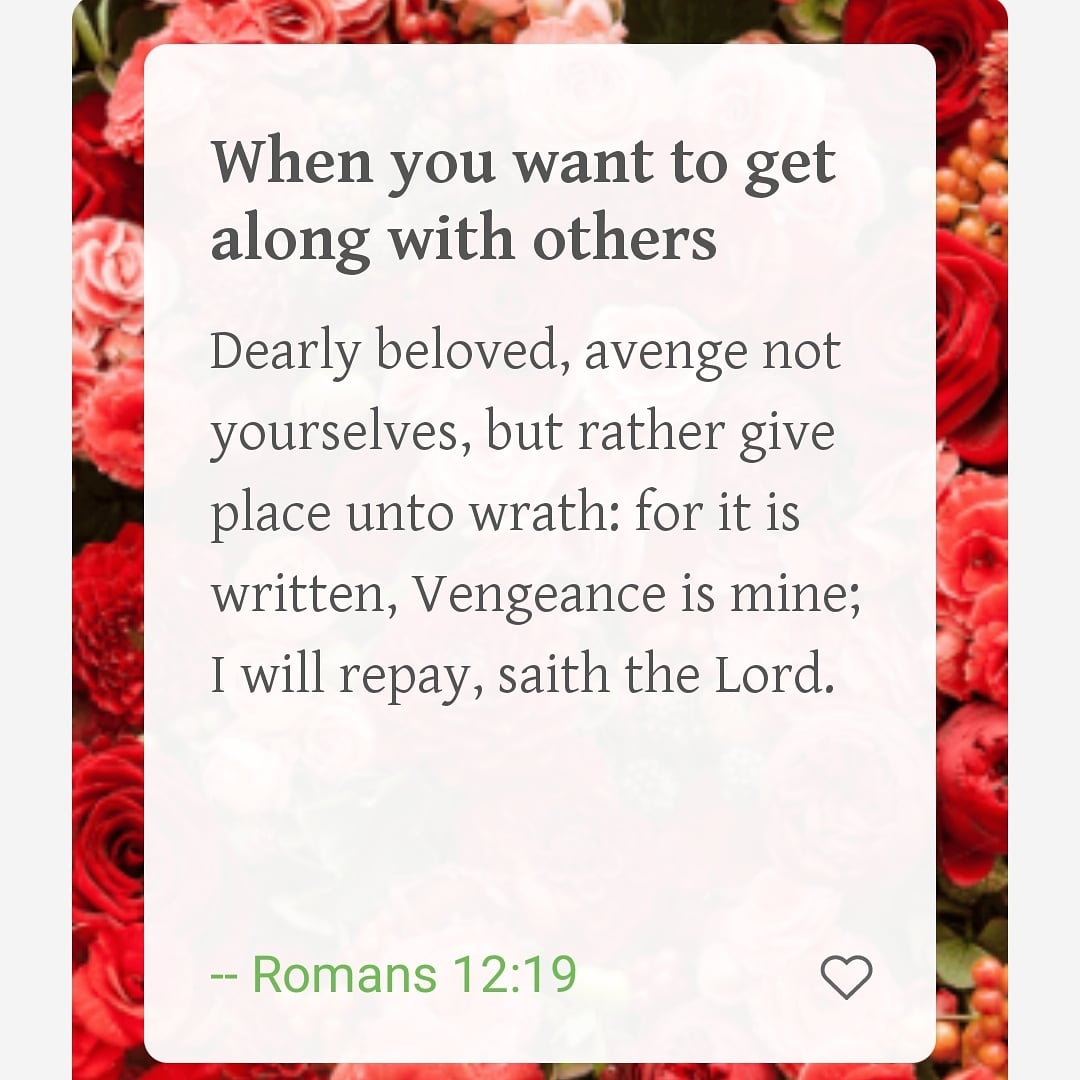 When you want to get
along with others
Dearly beloved, avenge not
yourselves, but rather give
place unto wrath: for it is
written, Vengeance is mine;
I will repay, saith the Lord.
-- Romans 12:19